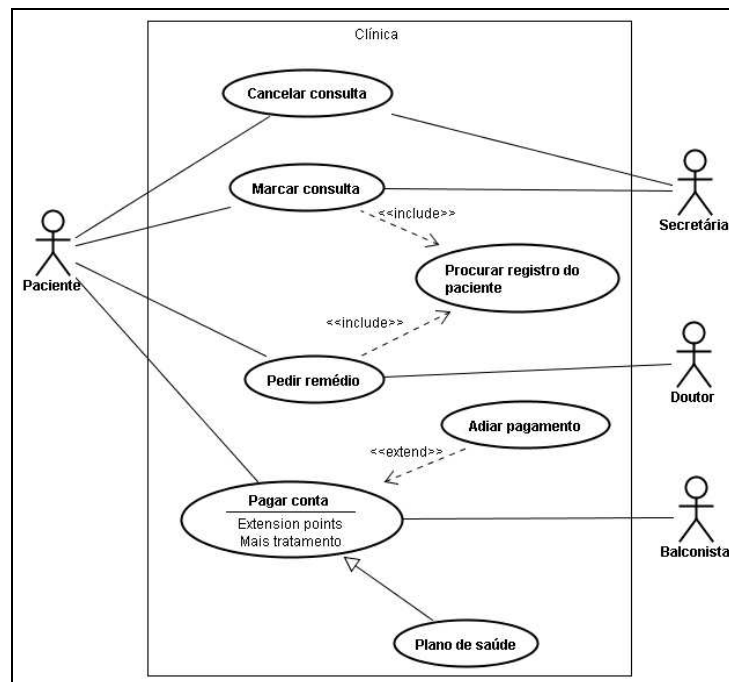 Clínica
Cancelar consulta
Marcar consulta
<<include>>
Secretária
Paciente
Procurar registro do
paciente
<<include>>
Pedir remédio
Doutor
Adiar pagamento
<<extend>>
Pagar conta
Extension points
Mais tratamento
Balconista
Plano de saúde